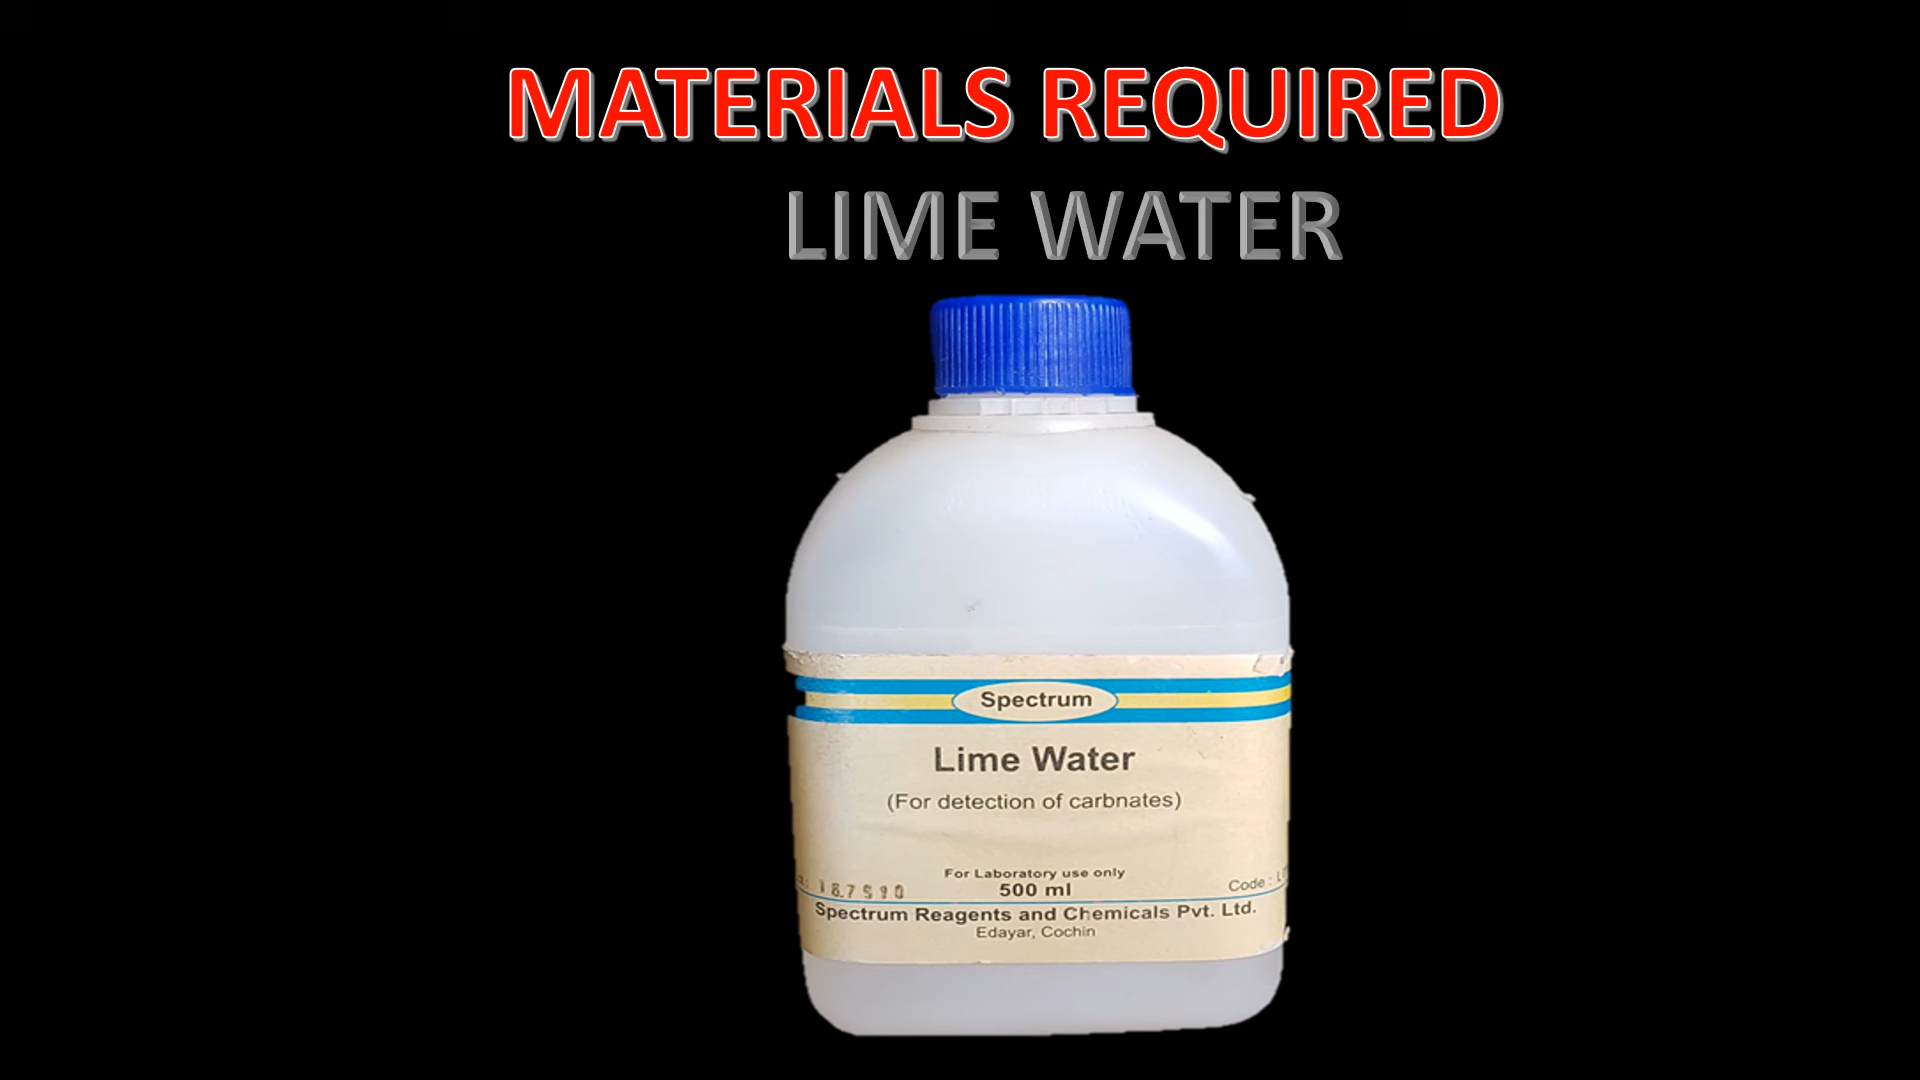 MATERIALS REQUIRED
LIME WATER
Spectrum
Lime Water
(For detection of carbnates)
For Laboratory use only
500 ml
Code :
Spectrum Reagents and Chemicals Pvt. Ltd.
Edayar, Cochin